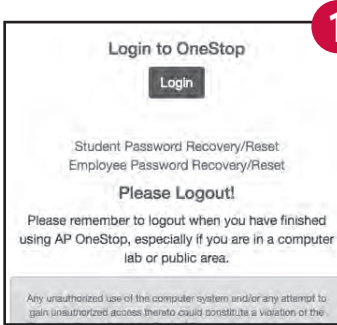 1
Login to OneStop
Login
Student Password Recovery/Reset
Employee Password Recovery/Reset
Please Logout!
Please remember to logout when you have finished
using AP OneStop, especially if you are in a computer
lab or public area.
Any unauthorized use of the computer system and/or any attempt to
gain unauthorized access thereto could constitute a violation of the